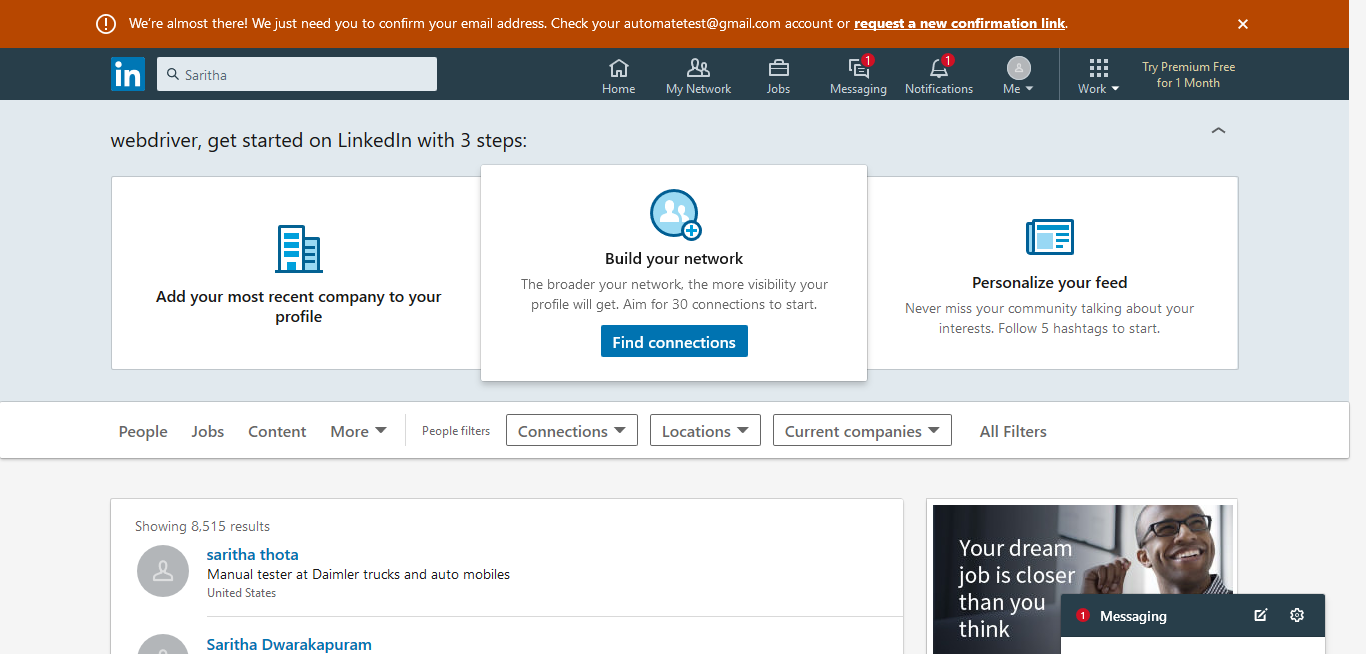 We're almost there! We just need you to confirm your email address. Check your automatetest@gmail.com account or request a new confirmation link.
in
Saritha
Home
My Network
Jobs
1
Messaging
1
Notifications
Me
Work
Try Premium Free
for 1 Month
webdriver, get started on LinkedIn with 3 steps:
Add your most recent company to your
profile
Build your network
The broader your network, the more visibility your
profile will get. Aim for 30 connections to start.
Find connections
Personalize your feed
Never miss your community talking about your
interests. Follow 5 hashtags to start.
People
Jobs
Content
More
People filters
Connections
Locations
Current companies
All Filters
Showing 8,515 results
saritha thota
Manual tester at Daimler trucks and auto mobiles
United States
Saritha Dwarakapuram
Your dream
job is closer
than you
think
1 Messaging